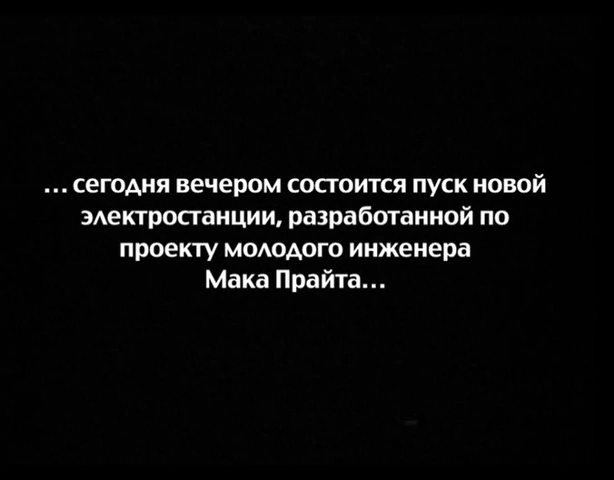 ... сегодня вечером состоится пуск новой
электростанции, разработанной по
проекту молодого инженера
Мака Прайта...